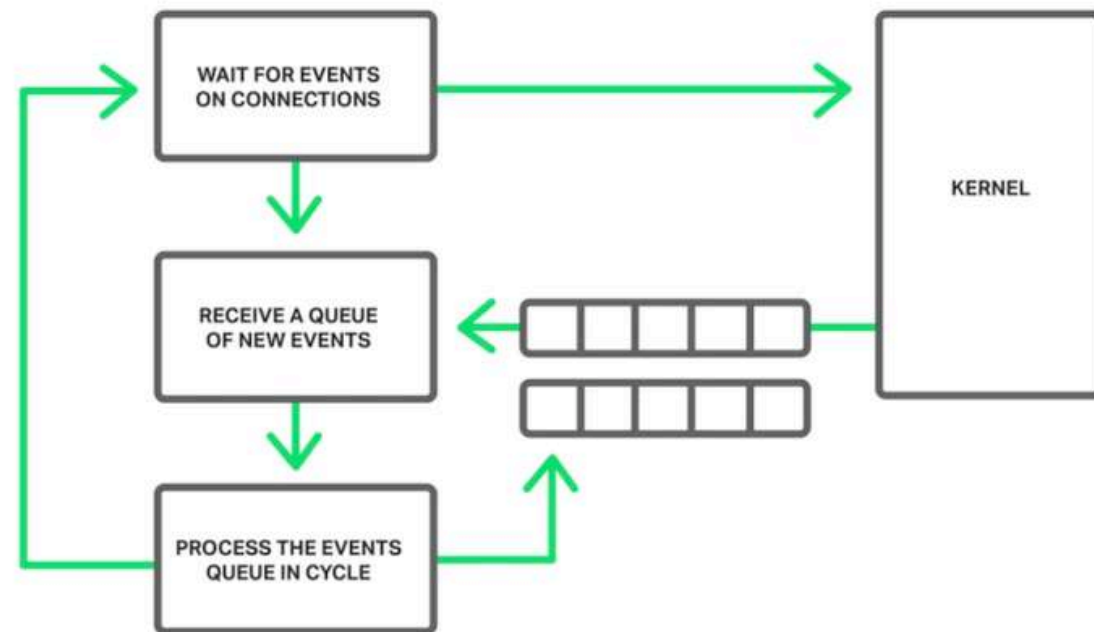 WAIT FOR EVENTS
ON CONNECTIONS
KERNEL
RECEIVE A QUEUE
OF NEW EVENTS
PROCESS THE EVENTS
QUEUE IN CYCLE